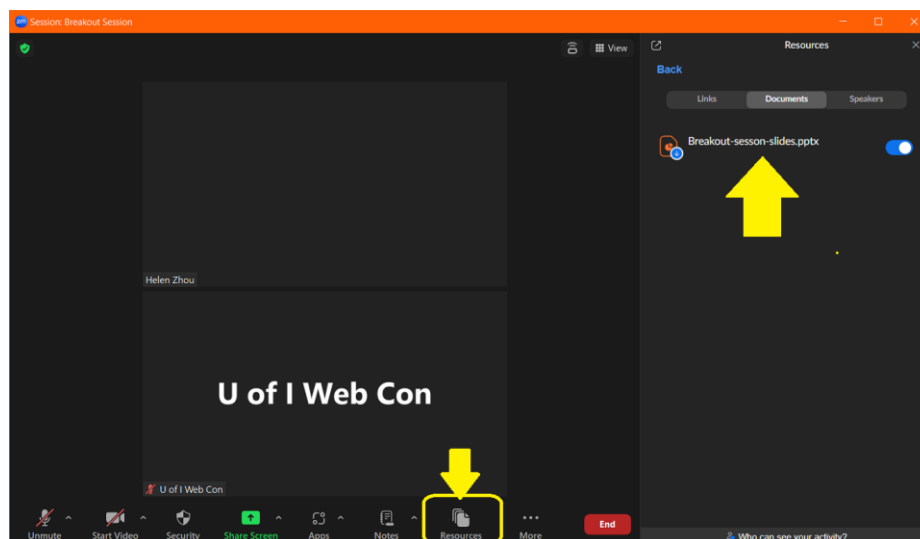 Session: Breakout Session
View
Resources
Back
Links Documents Speakers
Breakout-sesson-slides.pptx
Helen Zhou
U of I Web Con
U of I Web Con
Unmute Start Video Security Share Screen Apps Notes Resources More End
Who can see your activity?